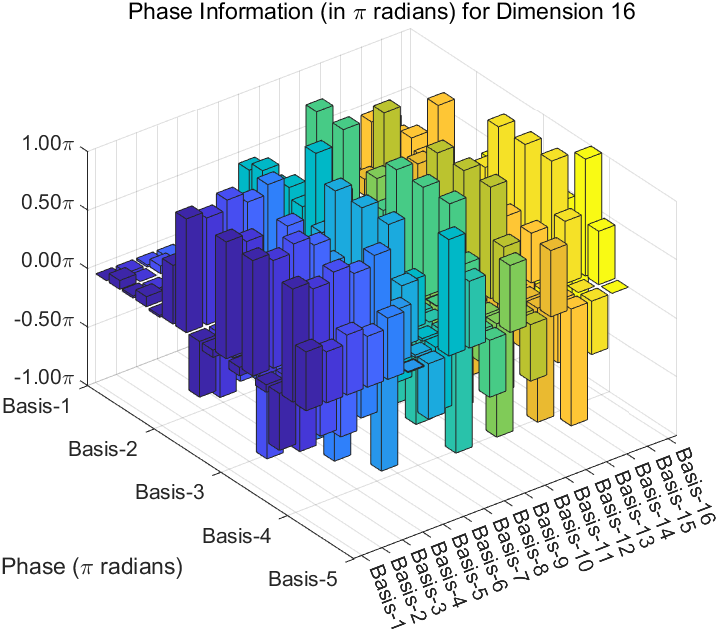 Phase Information (in π radians) for Dimension 16
1.00π
0.50π
0.00π
-0.50π
-1.00π
Basis-1
Basis-2
Basis-3
Basis-4
Basis-5
Phase (π radians)
Basis-1
Basis-2
Basis-3
Basis-4
Basis-5
Basis-6
Basis-7
Basis-8
Basis-9
Basis-10
Basis-11
Basis-12
Basis-13
Basis-14
Basis-15
Basis-16